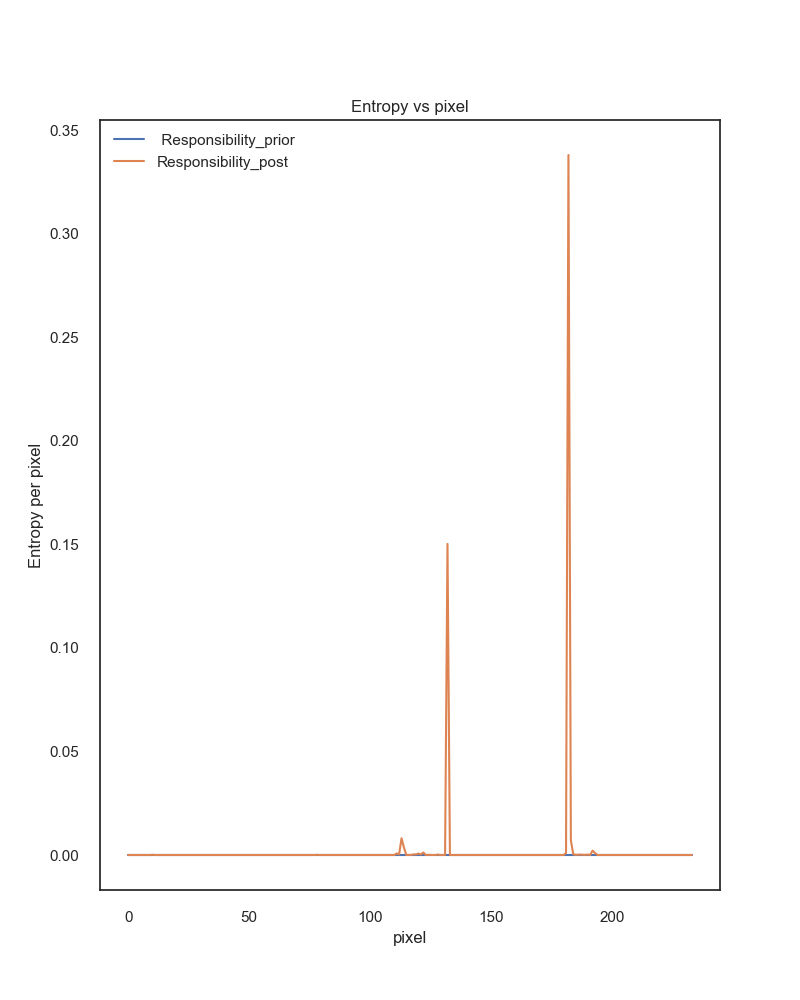 Entropy vs pixel
Responsibility_prior
Responsibility_post
0.35
0.30
0.25
0.20
0.15
0.10
0.05
0.00
Entropy per pixel
0 50 100 150 200
pixel